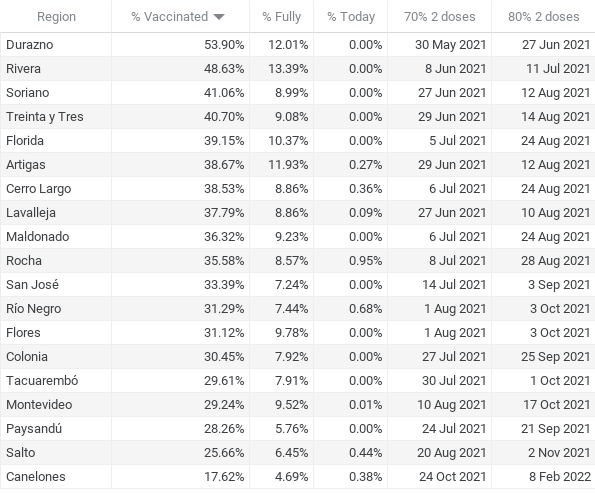 Region % Vaccinated % Fully % Today 70% 2 doses 80% 2 doses
Durazno 53.90% 12.01% 0.00% 30 May 2021 27 Jun 2021
Rivera 48.63% 13.39% 0.00% 8 Jun 2021 11 Jul 2021
Soriano 41.06% 8.99% 0.00% 27 Jun 2021 12 Aug 2021
Treinta y Tres 40.70% 9.08% 0.00% 29 Jun 2021 14 Aug 2021
Florida 39.15% 10.37% 0.00% 5 Jul 2021 24 Aug 2021
Artigas 38.67% 11.93% 0.27% 29 Jun 2021 12 Aug 2021
Cerro Largo 38.53% 8.86% 0.36% 6 Jul 2021 24 Aug 2021
Lavalleja 37.79% 8.86% 0.09% 27 Jun 2021 10 Aug 2021
Maldonado 36.32% 9.23% 0.00% 6 Jul 2021 24 Aug 2021
Rocha 35.58% 8.57% 0.95% 8 Jul 2021 28 Aug 2021
San José 33.39% 7.24% 0.00% 14 Jul 2021 3 Sep 2021
Río Negro 31.29% 7.44% 0.68% 1 Aug 2021 3 Oct 2021
Flores 31.12% 9.78% 0.00% 1 Aug 2021 3 Oct 2021
Colonia 30.45% 7.92% 0.00% 27 Jul 2021 25 Sep 2021
Tacuarembó 29.61% 7.91% 0.00% 30 Jul 2021 1 Oct 2021
Montevideo 29.24% 9.52% 0.01% 10 Aug 2021 17 Oct 2021
Paysandú 28.26% 5.76% 0.00% 24 Jul 2021 21 Sep 2021
Salto 25.66% 6.45% 0.44% 20 Aug 2021 2 Nov 2021
Canelones 17.62% 4.69% 0.38% 24 Oct 2021 8 Feb 2022